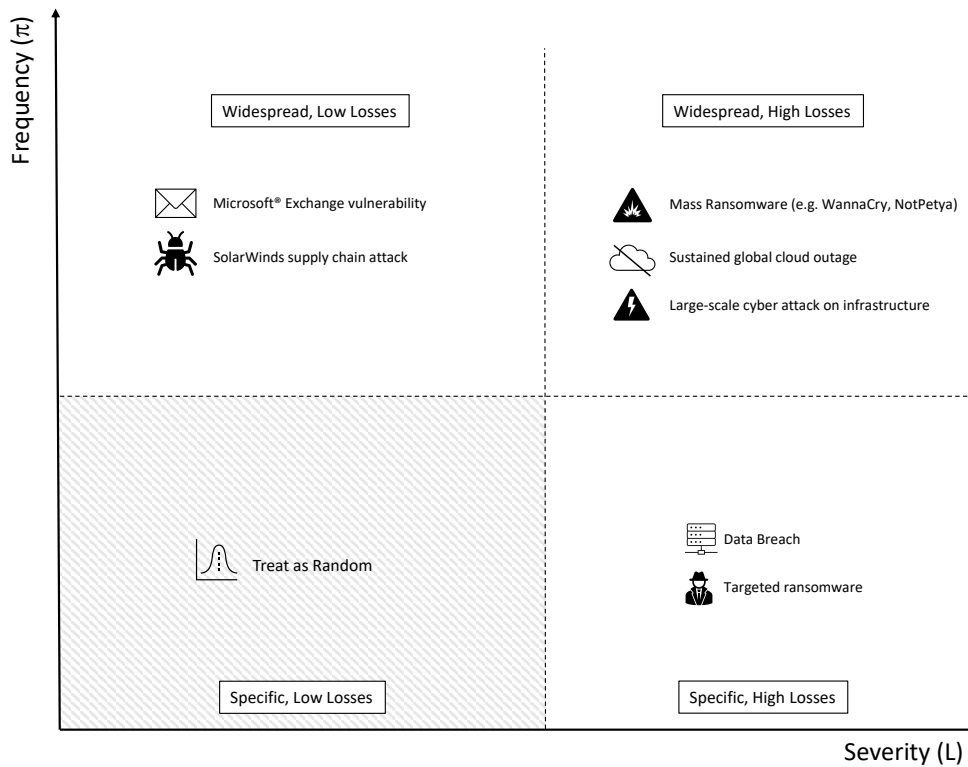 Frequency (π)
Widespread, Low Losses
Widespread, High Losses
Microsoft® Exchange vulnerability
Mass Ransomware (e.g. WannaCry, NotPetya)
SolarWinds supply chain attack
Sustained global cloud outage
Large-scale cyber attack on infrastructure
Treat as Random
Data Breach
Targeted ransomware
Specific, Low Losses
Specific, High Losses
Severity (L)